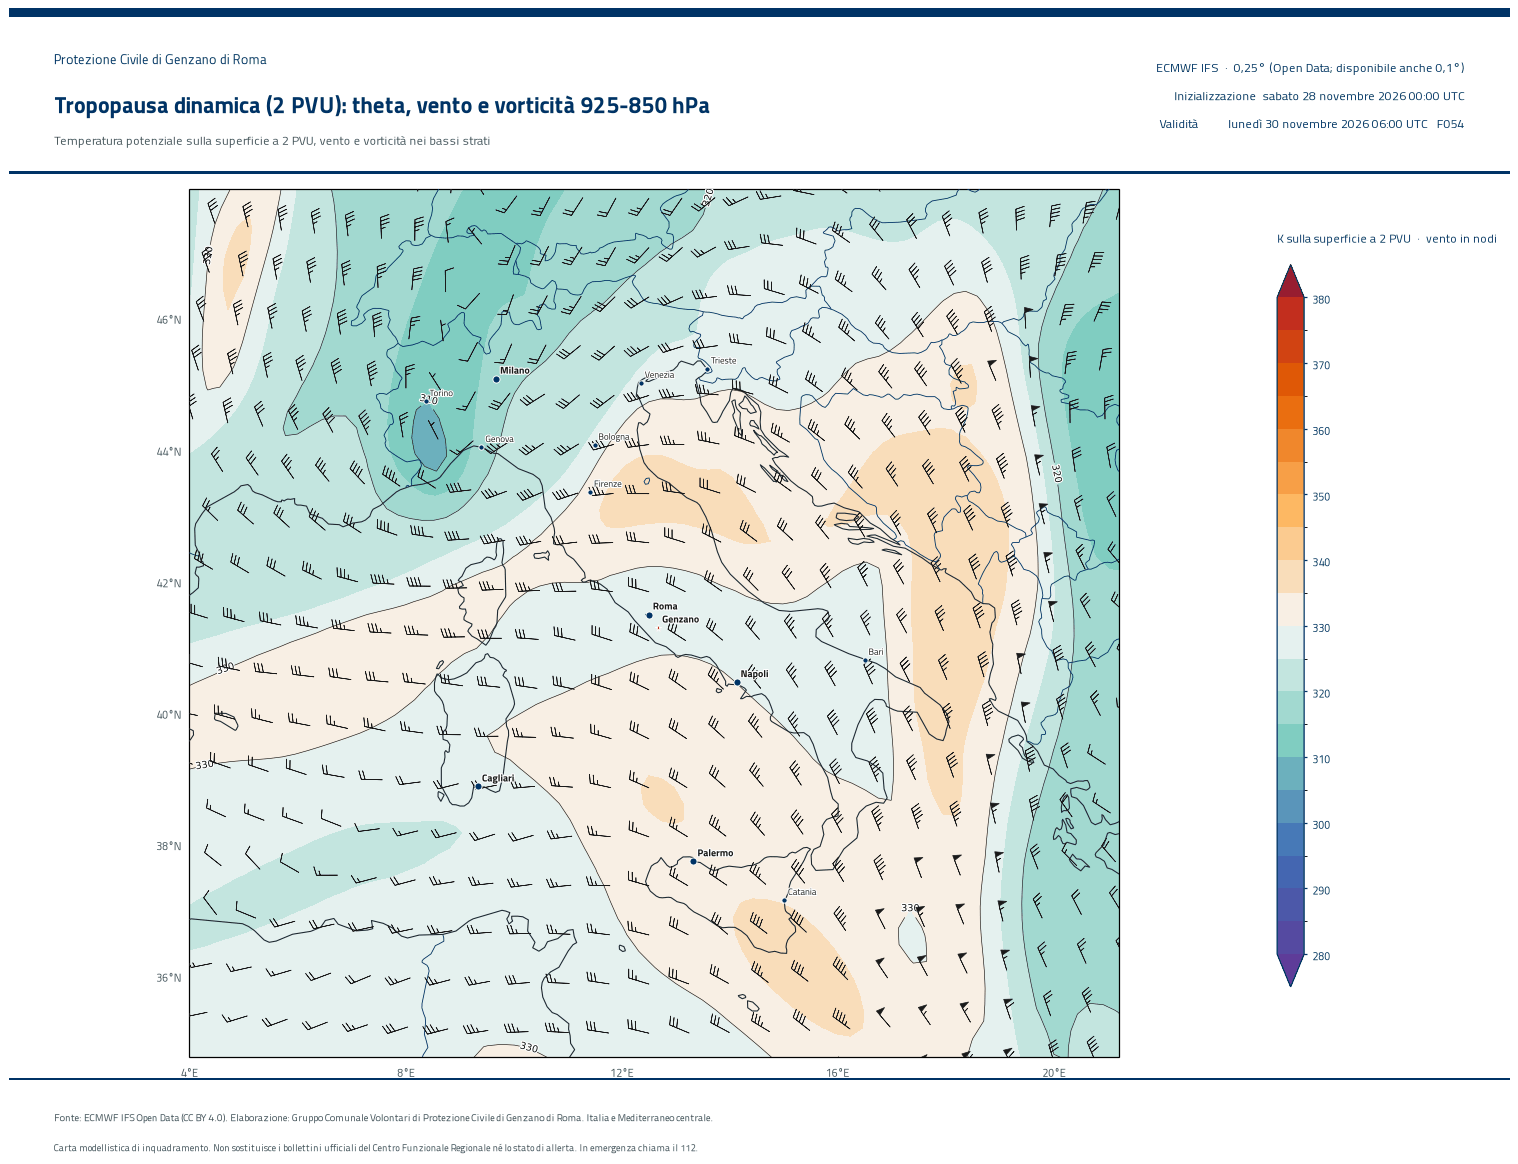 Protezione Civile di Genzano di Roma
Tropopausa dinamica (2 PVU): theta, vento e vorticità 925-850 hPa
Temperatura potenziale sulla superficie a 2 PVU, vento e vorticità nei bassi strati
ECMWF IFS · 0,25° (Open Data; disponibile anche 0,1°)
Inizializzazione sabato 28 novembre 2026 00:00 UTC
Validità lunedì 30 novembre 2026 06:00 UTC F054
K sulla superficie a 2 PVU · vento in nodi
380
370
360
350
340
330
320
310
300
290
280
46°N
44°N
42°N
40°N
38°N
36°N
4°E
8°E
12°E
16°E
20°E
320
Trieste
Venezia
Milano
Torino
310
Genova
Bologna
Firenze
320
Roma
Genzano
Bari
330
Napoli
330
Cagliari
Palermo
Catania
330
330
Fonte: ECMWF IFS Open Data (CC BY 4.0). Elaborazione: Gruppo Comunale Volontari di Protezione Civile di Genzano di Roma. Italia e Mediterraneo centrale.
Carta modellistica di inquadramento. Non sostituisce i bollettini ufficiali del Centro Funzionale Regionale né lo stato di allerta. In emergenza chiama il 112.